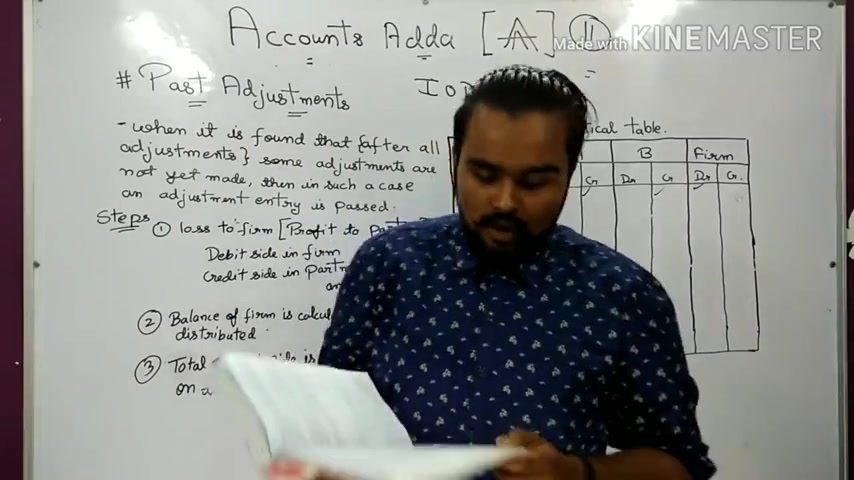 Accounts Adda [A] 11
Made with KINEMASTER
# Past Adjustments
- when it is found that {after all
adjustments} some adjustments are
not yet made, then in such a case
an adjustment entry is passed.
Steps ① loss to firm [Profit to
Debit side in firm
Credit side in
② Balance of firm is
distributed
③ Total
on a
table.
B Firm
Cr Dr Cr Dr Cr.